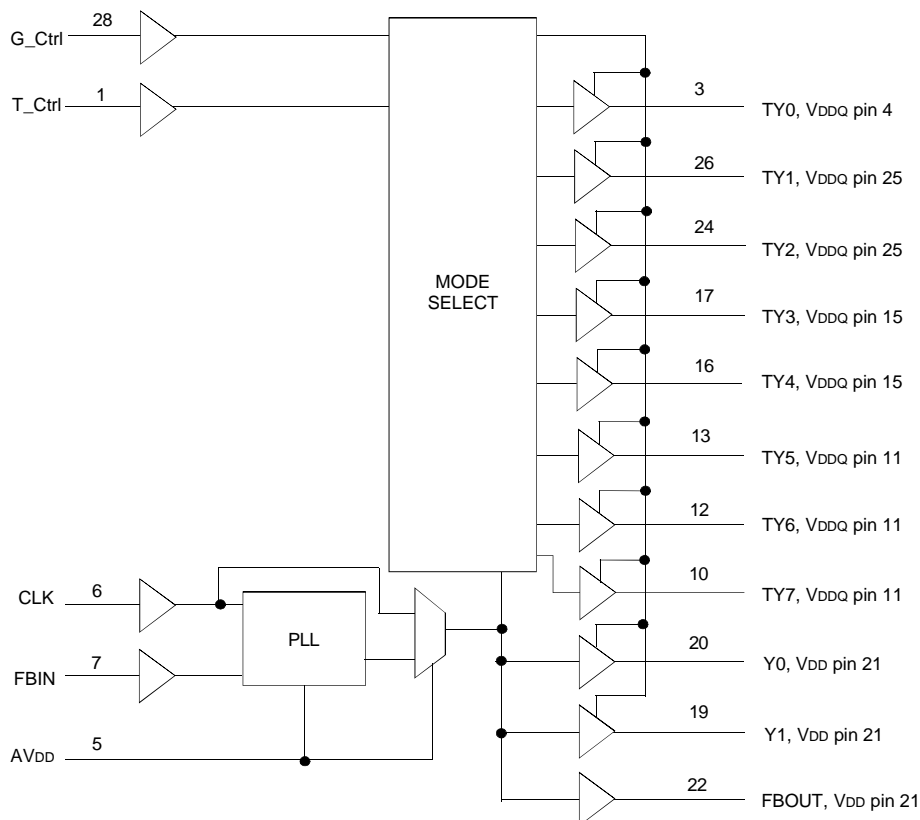 28
G_Ctrl
1
T_Ctrl
3
TY0, VDDQ pin 4
26
TY1, VDDQ pin 25
24
TY2, VDDQ pin 25
MODE
SELECT
17
TY3, VDDQ pin 15
16
TY4, VDDQ pin 15
13
TY5, VDDQ pin 11
12
TY6, VDDQ pin 11
10
TY7, VDDQ pin 11
CLK
6
PLL
20
Y0, VDD pin 21
FBIN
7
19
Y1, VDD pin 21
AVDD
5
22
FBOUT, VDD pin 21